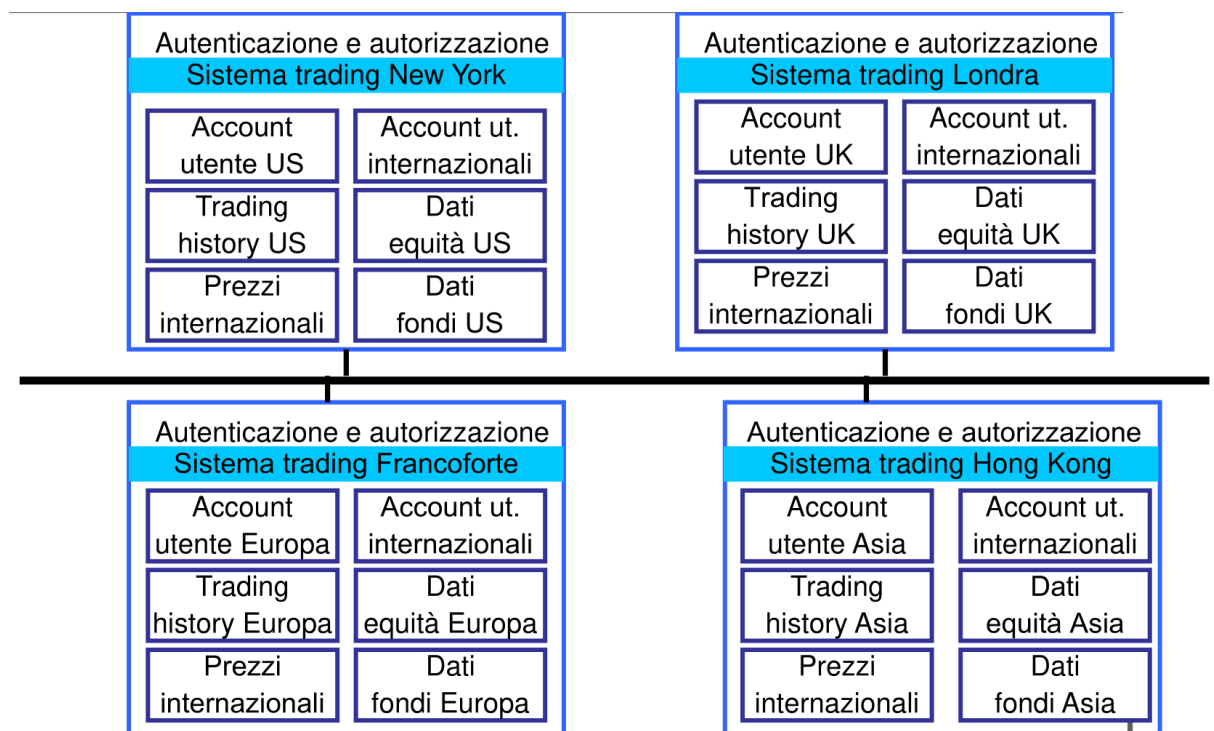 Autenticazione e autorizzazione
Sistema trading New York
Account
utente US
Account ut.
internazionali
Trading
history US
Dati
equità US
Prezzi
internazionali
Dati
fondi US
Autenticazione e autorizzazione
Sistema trading Londra
Account
utente UK
Account ut.
internazionali
Trading
history UK
Dati
equità UK
Prezzi
internazionali
Dati
fondi UK
Autenticazione e autorizzazione
Sistema trading Francoforte
Account
utente Europa
Account ut.
internazionali
Trading
history Europa
Dati
equità Europa
Prezzi
internazionali
Dati
fondi Europa
Autenticazione e autorizzazione
Sistema trading Hong Kong
Account
utente Asia
Account ut.
internazionali
Trading
history Asia
Dati
equità Asia
Prezzi
internazionali
Dati
fondi Asia